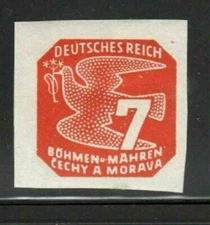 DEUTSCHES REICH
7
BÖHMEN u. MÄHREN
ČECHY A MORAVA